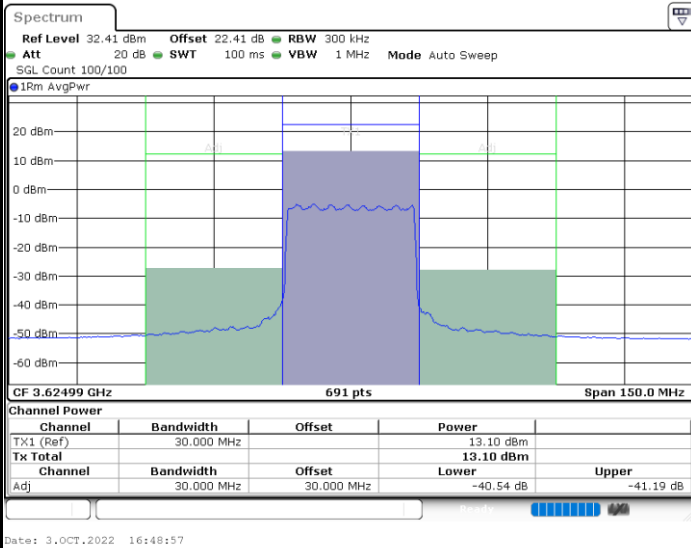 Spectrum
Ref Level 32.41 dBm Offset 22.41 dB RBW 300 kHz
Att 20 dB SWT 100 ms VBW 1 MHz Mode Auto Sweep
SGL Count 100/100
1Rm AvgPwr
Adj TX1 Adj
20 dBm
10 dBm
0 dBm
-10 dBm
-20 dBm
-30 dBm
-40 dBm
-50 dBm
-60 dBm
CF 3.62499 GHz 691 pts Span 150.0 MHz
Channel Power
Channel Bandwidth Offset Power
TX1 (Ref) 30.000 MHz 13.10 dBm
Tx Total 13.10 dBm
Channel Bandwidth Offset Lower Upper
Adj 30.000 MHz 30.000 MHz -40.54 dB -41.19 dB
Ready
Date: 3.OCT.2022 16:48:57